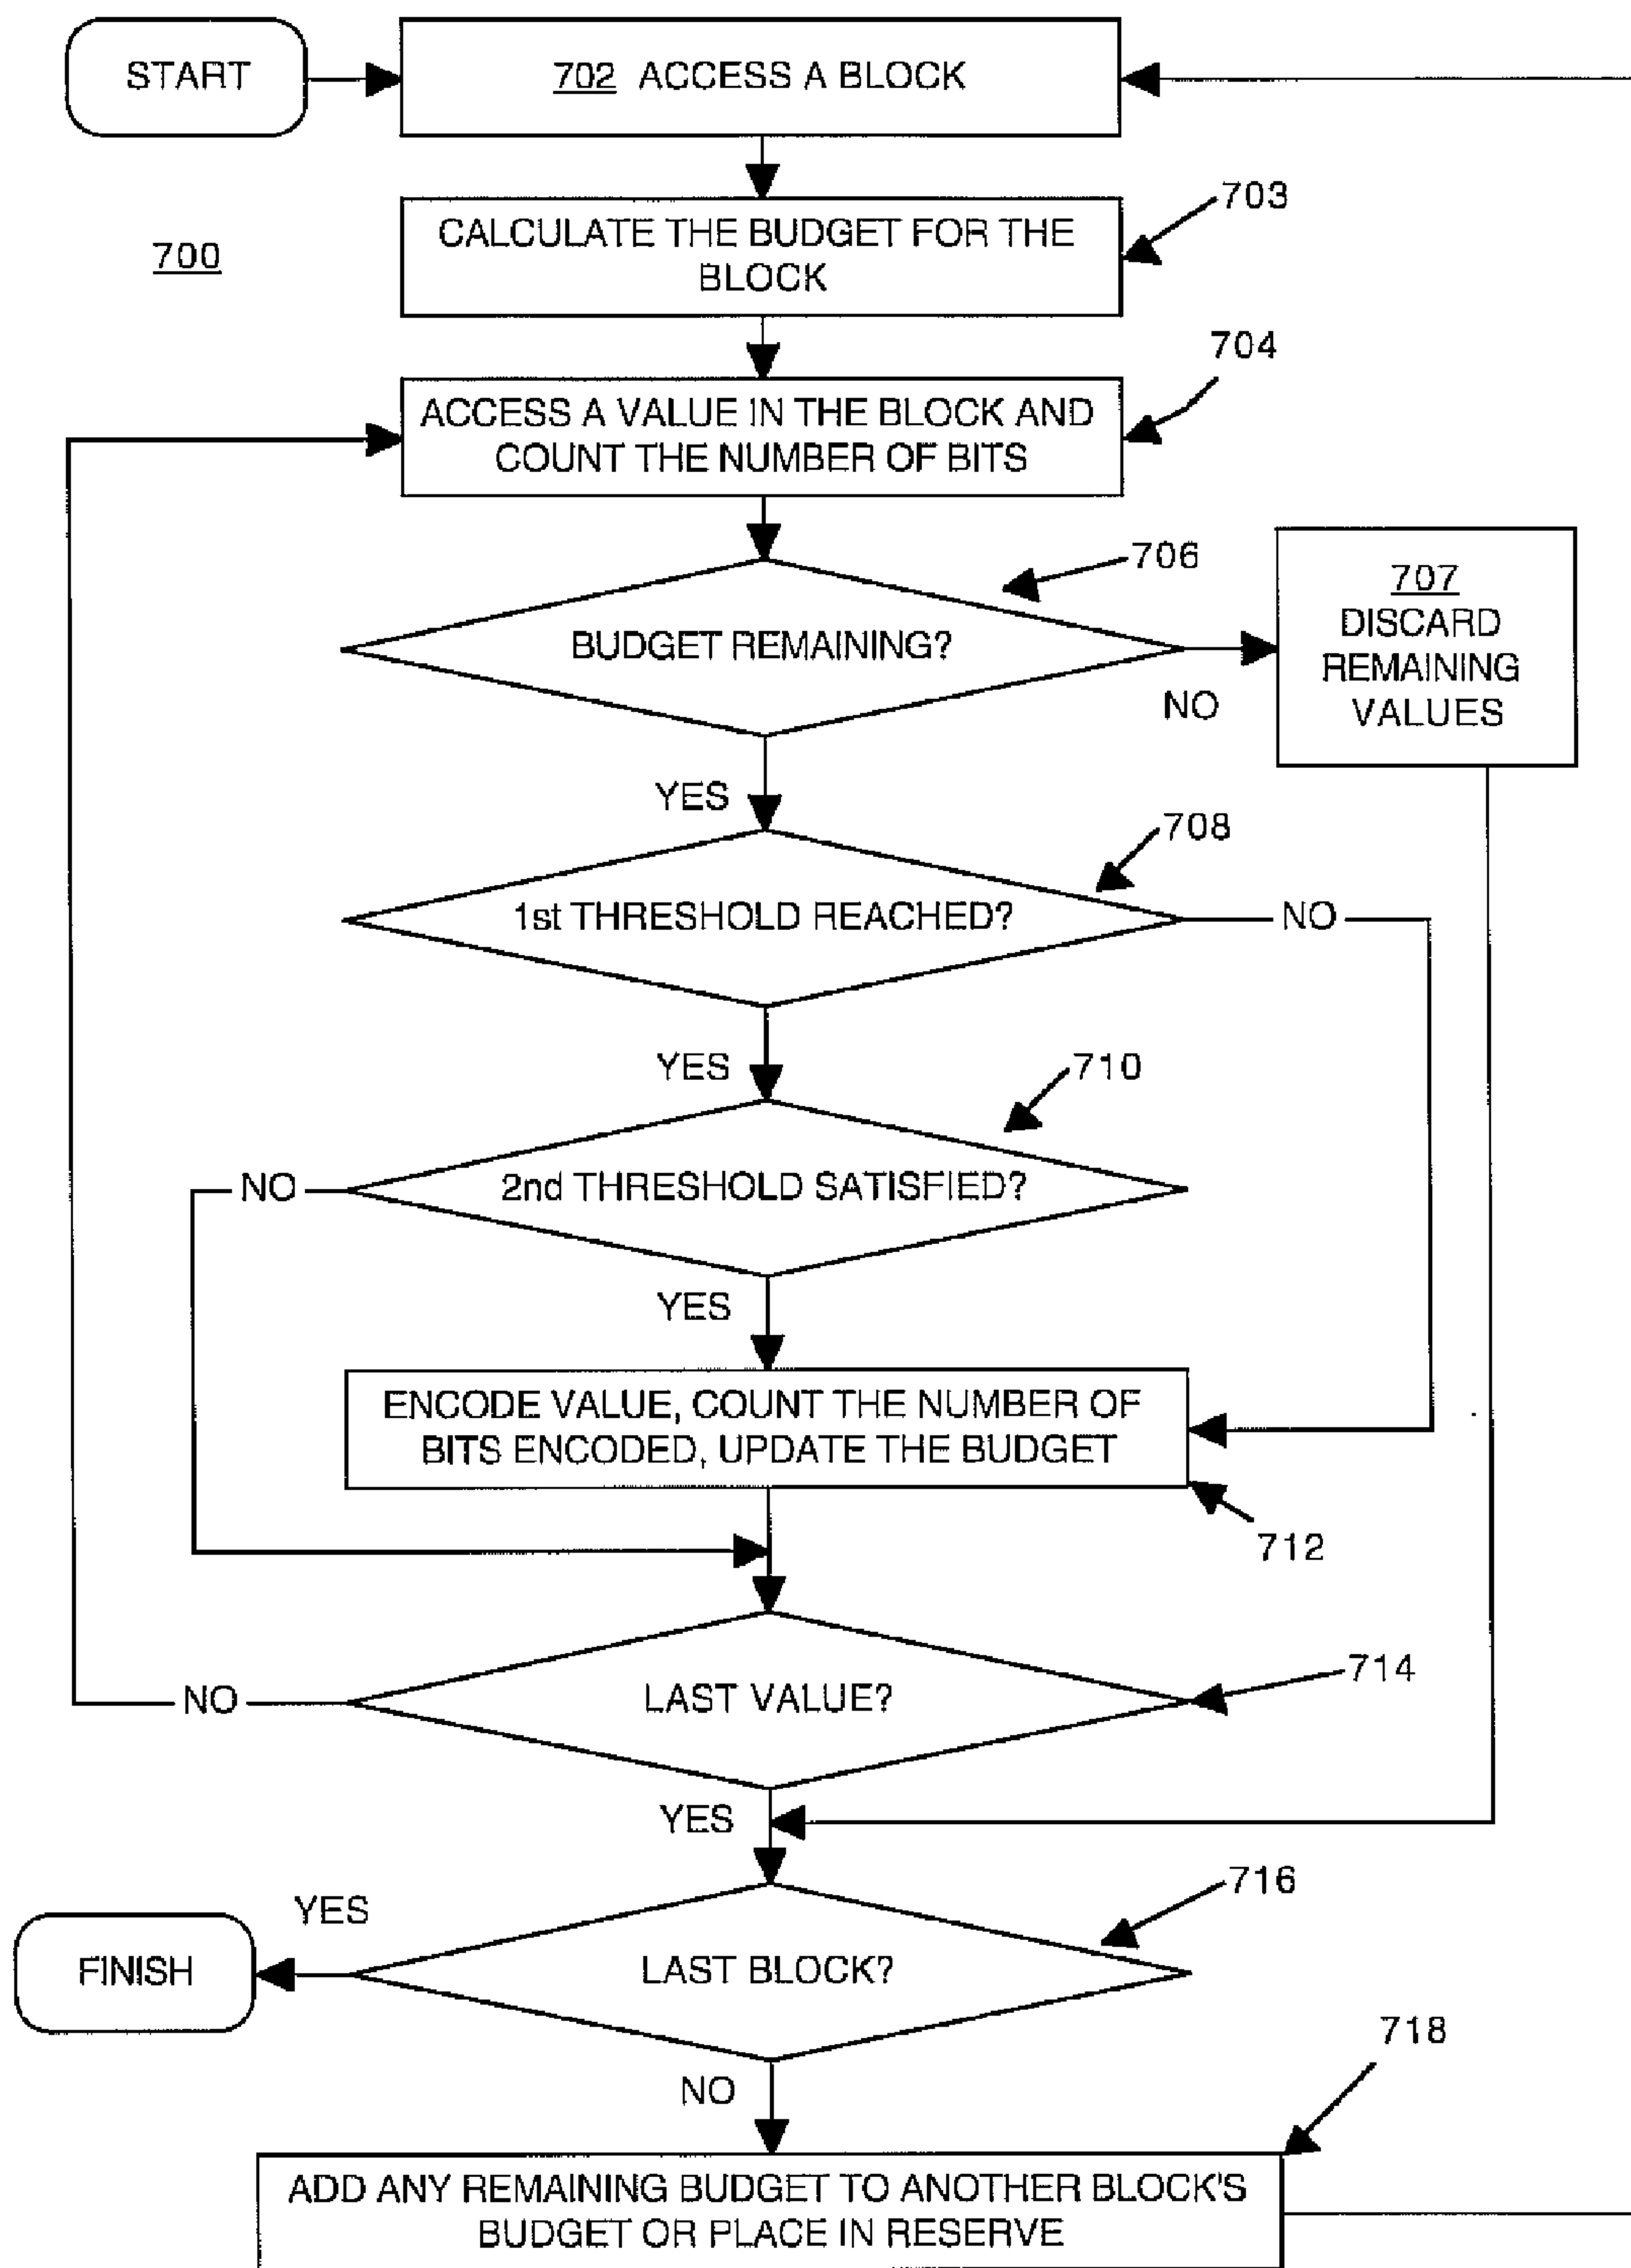 START
702 ACCESS A BLOCK
703
CALCULATE THE BUDGET FOR THE
BLOCK
700
704
ACCESS A VALUE IN THE BLOCK AND
COUNT THE NUMBER OF BITS
706
BUDGET REMAINING?
NO
707
DISCARD
REMAINING
VALUES
YES
708
1st THRESHOLD REACHED?
NO
YES
710
NO
2nd THRESHOLD SATISFIED?
YES
ENCODE VALUE, COUNT THE NUMBER OF
BITS ENCODED, UPDATE THE BUDGET
712
714
NO
LAST VALUE?
YES
716
YES
FINISH
LAST BLOCK?
718
NO
ADD ANY REMAINING BUDGET TO ANOTHER BLOCK'S
BUDGET OR PLACE IN RESERVE